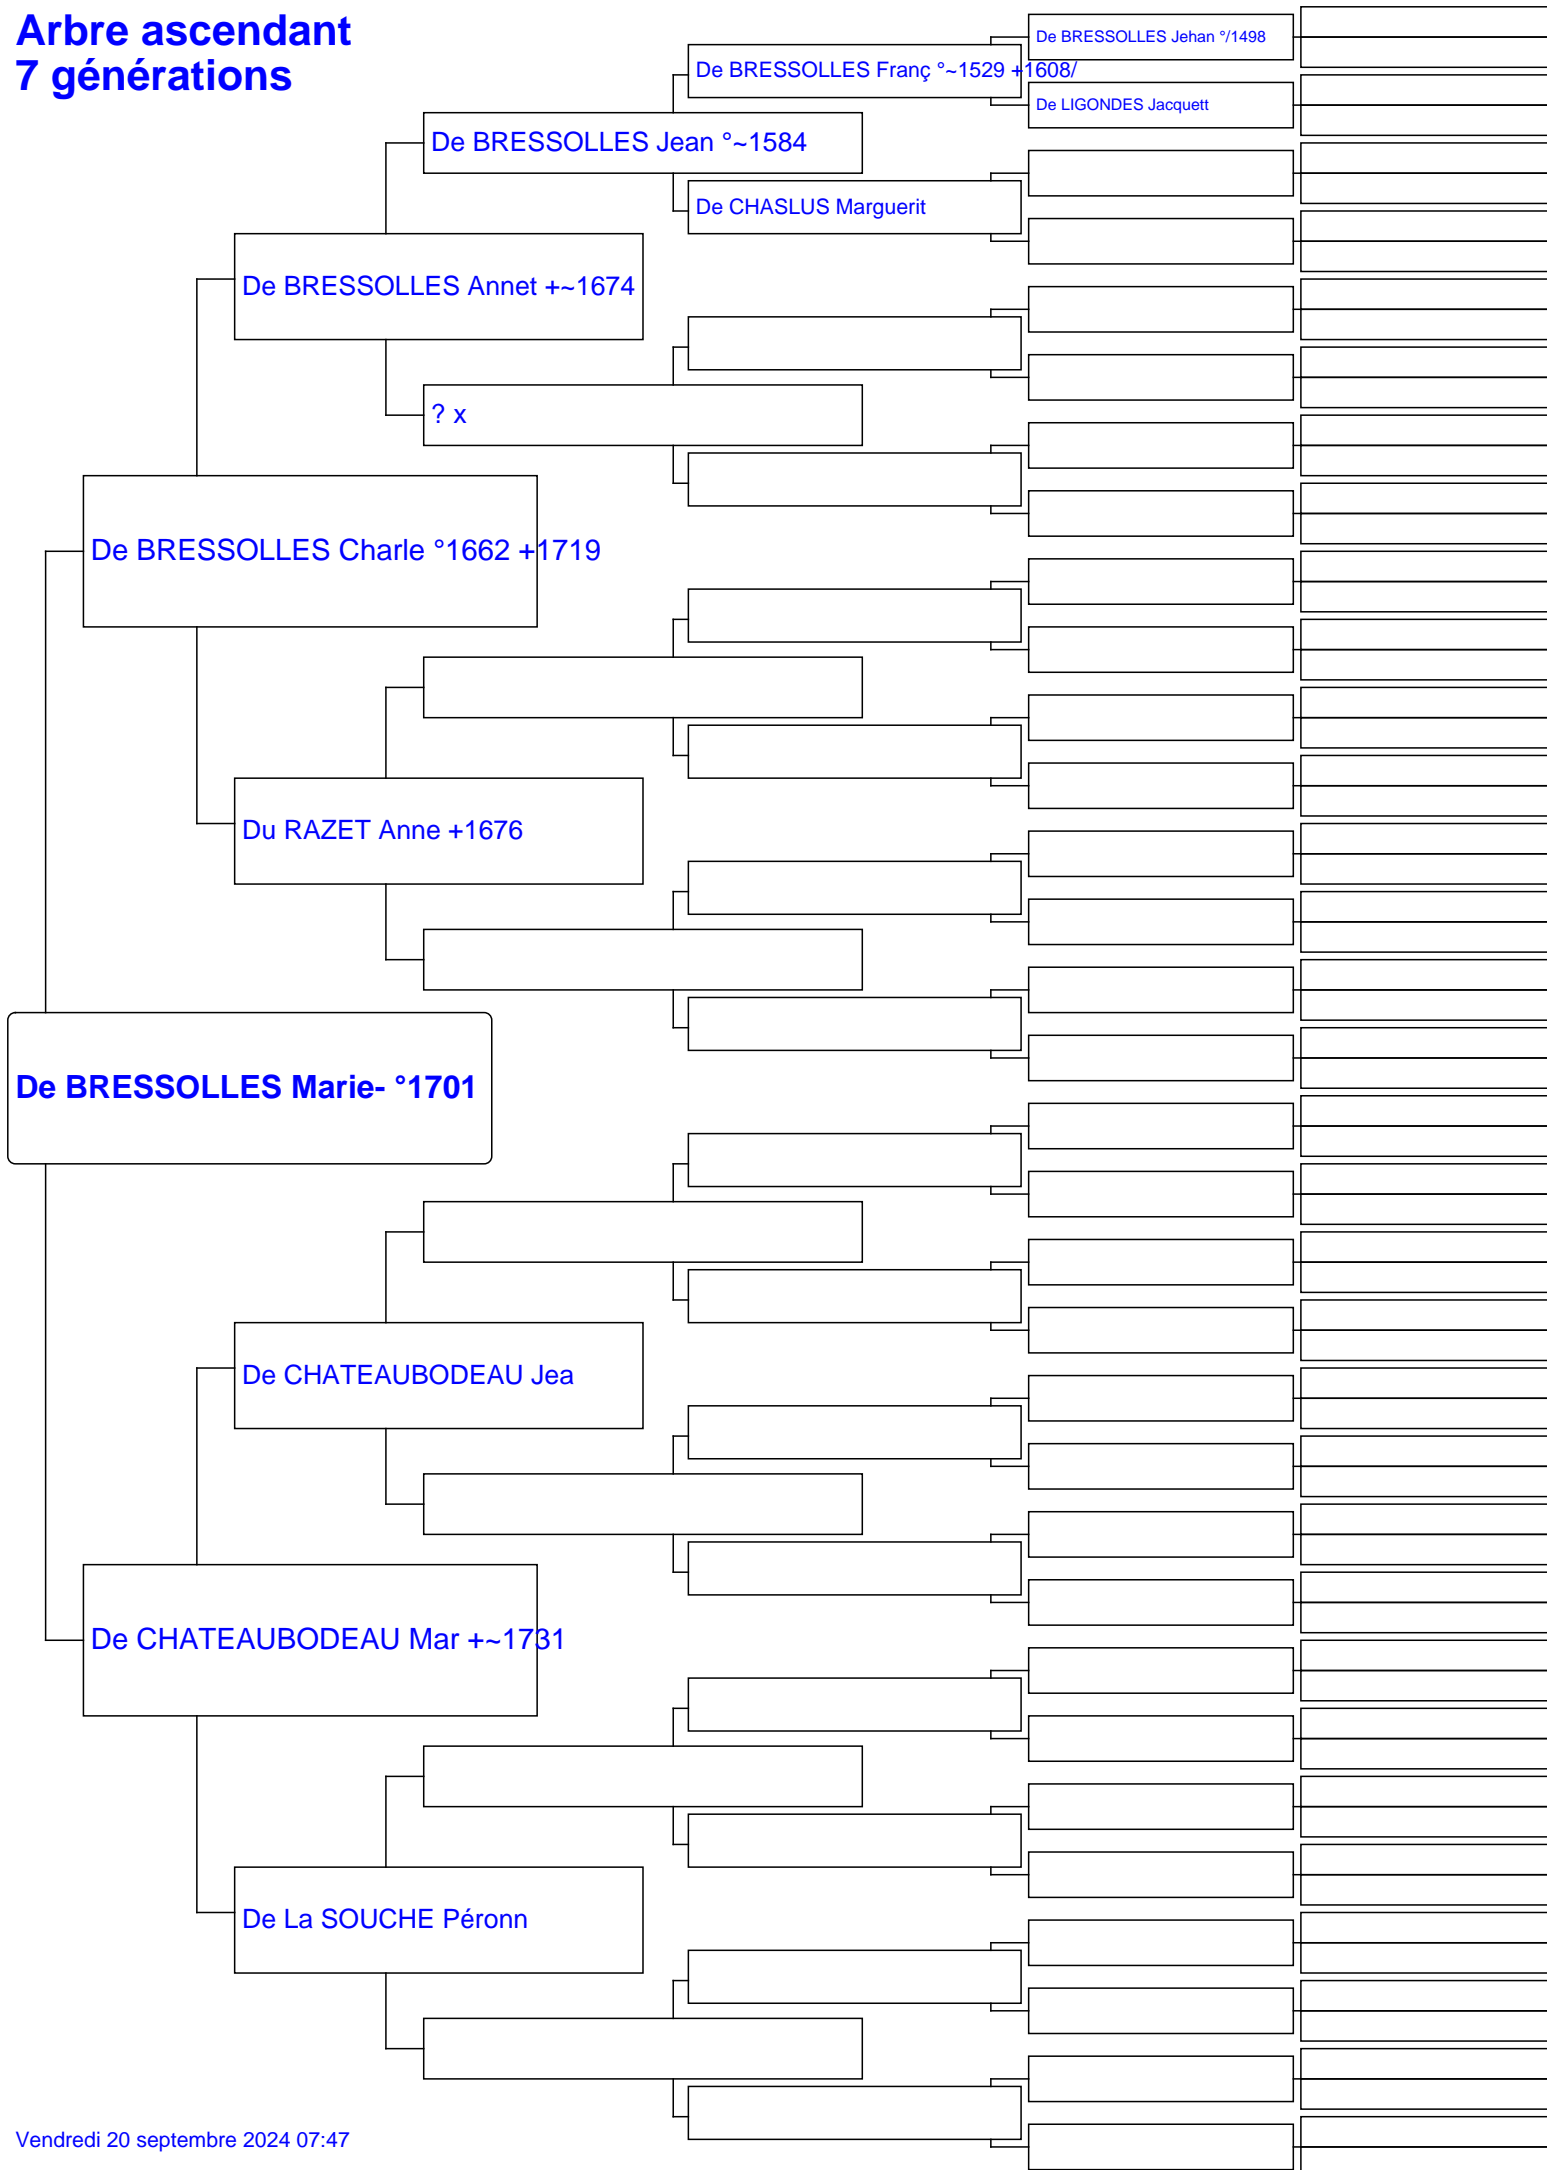 Arbre ascendant
7 générations
De BRESSOLLES Jehan °/1498
De BRESSOLLES Franç °~1529 +1608/
De LIGONDES Jacquett
De BRESSOLLES Jean °~1584
De CHASLUS Marguerit
De BRESSOLLES Annet +~1674
? x
De BRESSOLLES Charle °1662 +1719
Du RAZET Anne +1676
De BRESSOLLES Marie- °1701
De CHATEAUBODEAU Jea
De CHATEAUBODEAU Mar +~1731
De La SOUCHE Péronn
Vendredi 20 septembre 2024 07:47